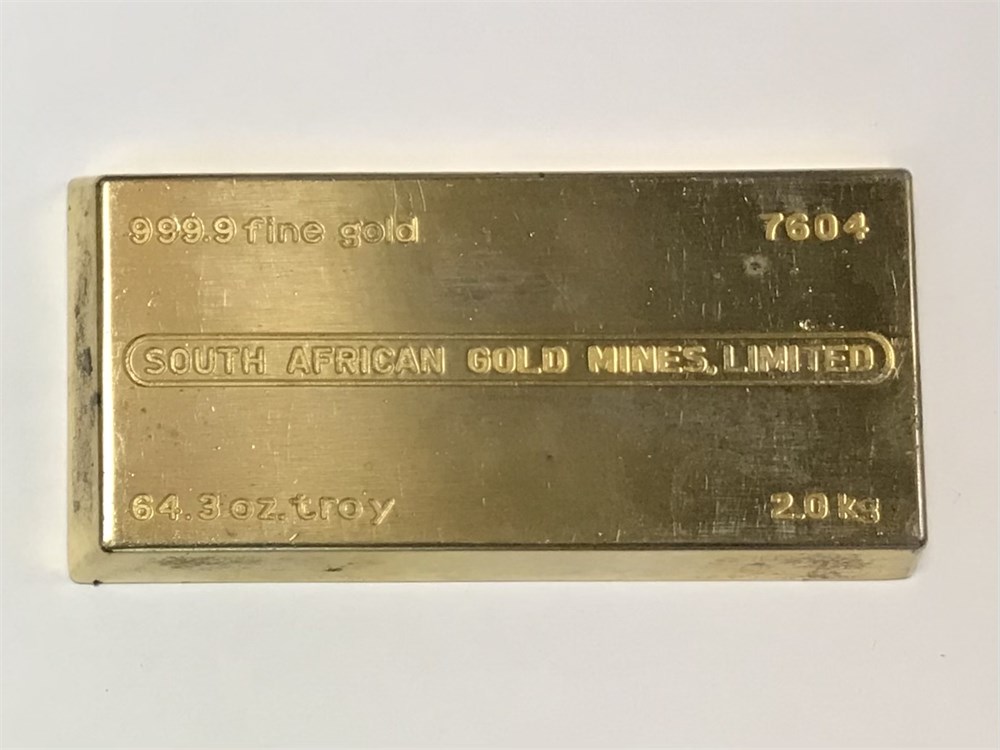 999.9 fine gold 7604
SOUTH AFRICAN GOLD MINES, LIMITED
64.3 oz. troy 2.0 kg